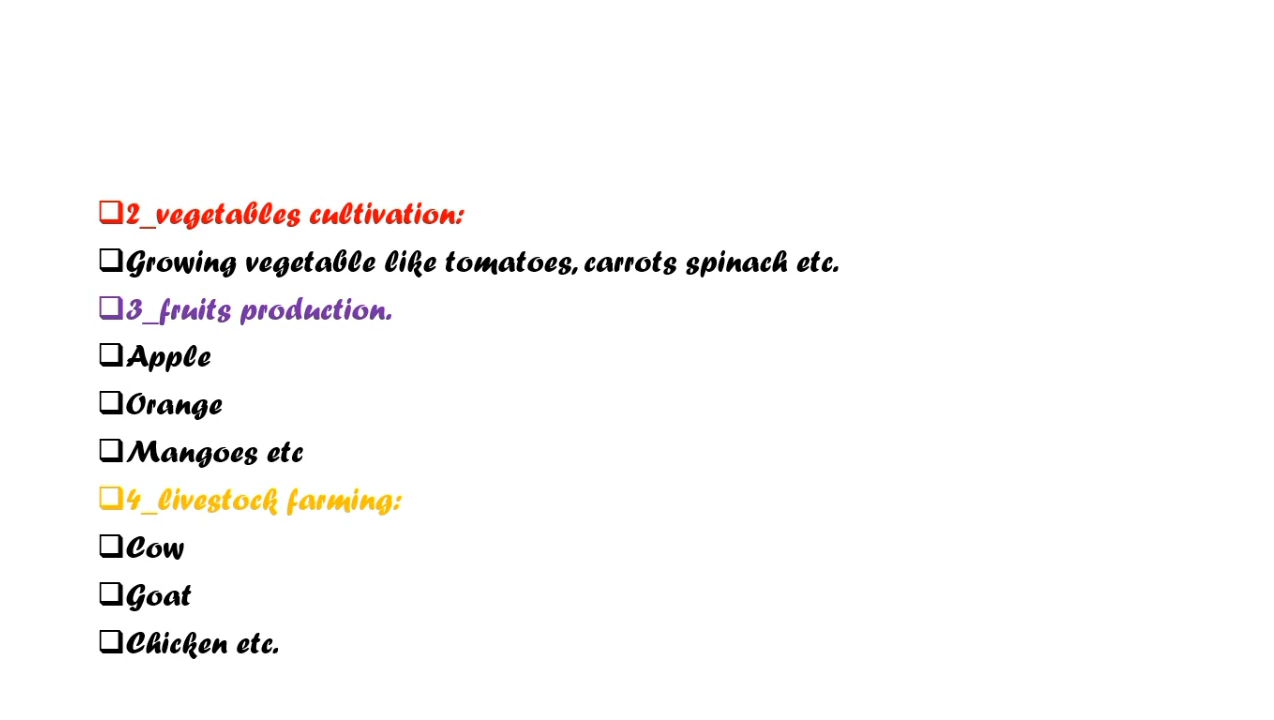 ❑2_vegetables cultivation:
❑Growing vegetable like tomatoes, carrots spinach etc.
❑3_fruits production.
❑Apple
❑Orange
❑Mangoes etc
❑4_livestock farming:
❑Cow
❑Goat
❑Chicken etc.